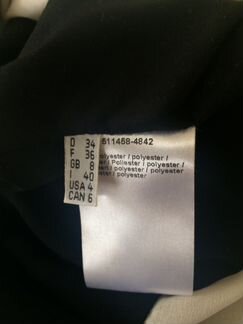 D 34
F 36
GB 8
I 40
USA 4
CAN 6
511458-4842
polyester / polyester /
polyester / Poliester / polyester
polyester / polyester /
polyester / polyester